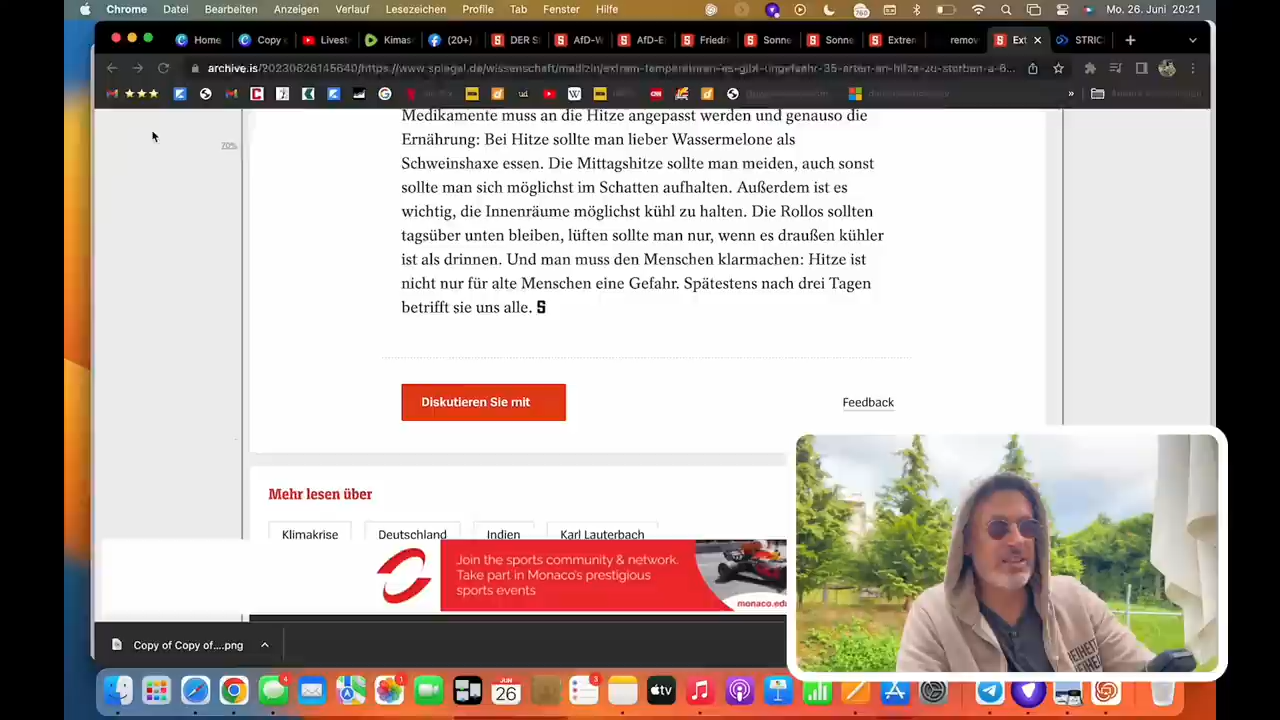 Chrome Datei Bearbeiten Anzeigen Verlauf Lesezeichen Profile Tab Fenster Hilfe Mo. 26. Juni 20:21
Home Copy Livest Kimas (20+) DER S AfD-W AfD-E Friedr Sonne Sonne Extren remov Ext STRIC
70%
Medikamente muss an die Hitze angepasst werden und genauso die
Ernährung: Bei Hitze sollte man lieber Wassermelone als
Schweinshaxe essen. Die Mittagshitze sollte man meiden, auch sonst
sollte man sich möglichst im Schatten aufhalten. Außerdem ist es
wichtig, die Innenräume möglichst kühl zu halten. Die Rollos sollten
tagsüber unten bleiben, lüften sollte man nur, wenn es draußen kühler
ist als drinnen. Und man muss den Menschen klarmachen: Hitze ist
nicht nur für alte Menschen eine Gefahr. Spätestens nach drei Tagen
betrifft sie uns alle. S
Diskutieren Sie mit Feedback
Mehr lesen über
Klimakrise Deutschland Indien Karl Lauterbach
Join the sports community & network.
Take part in Monaco's prestigious
sports events
monaco.edu
Copy of Copy of....png
JUN
26
tv